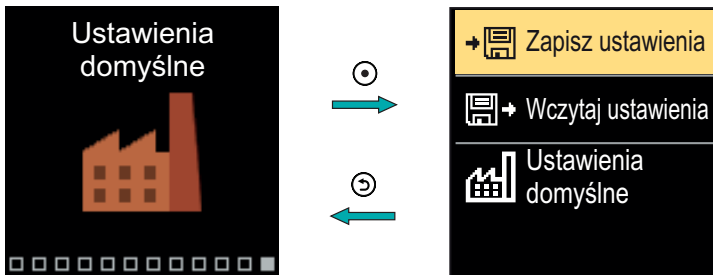 Ustawienia
domyślne
Zapisz ustawienia
Wczytaj ustawienia
Ustawienia
domyślne